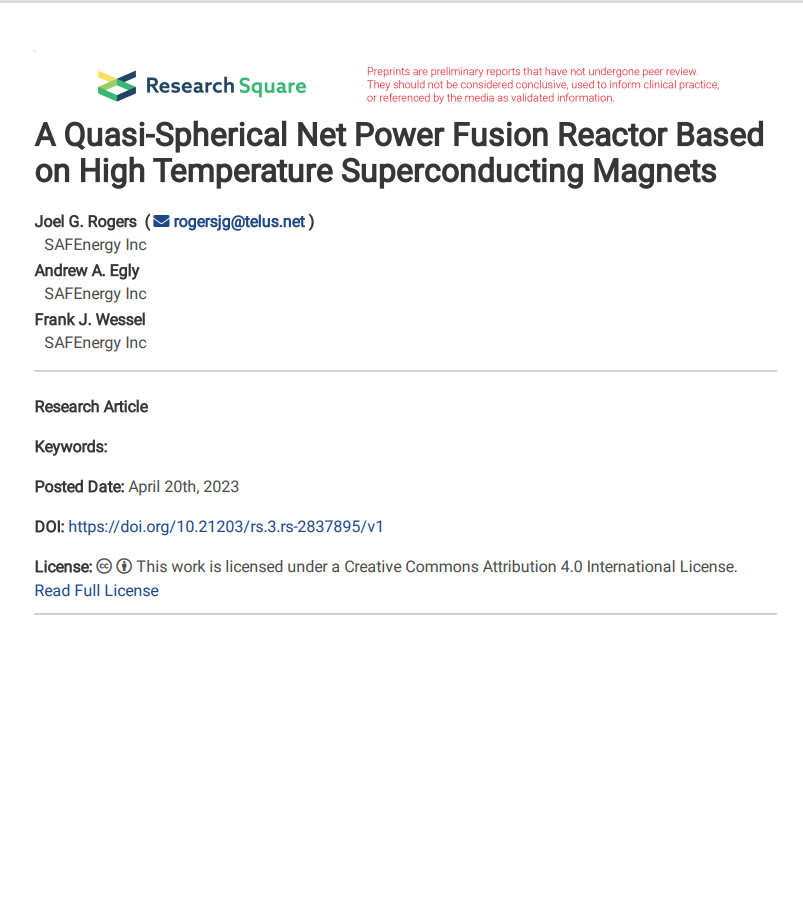 Research Square
Preprints are preliminary reports that have not undergone peer review.
They should not be considered conclusive, used to inform clinical practice,
or referenced by the media as validated information.
A Quasi-Spherical Net Power Fusion Reactor Based
on High Temperature Superconducting Magnets
Joel G. Rogers ( rogersjg@telus.net )
SAFEnergy Inc
Andrew A. Egly
SAFEnergy Inc
Frank J. Wessel
SAFEnergy Inc
Research Article
Keywords:
Posted Date: April 20th, 2023
DOI: https://doi.org/10.21203/rs.3.rs-2837895/v1
License: This work is licensed under a Creative Commons Attribution 4.0 International License.
Read Full License